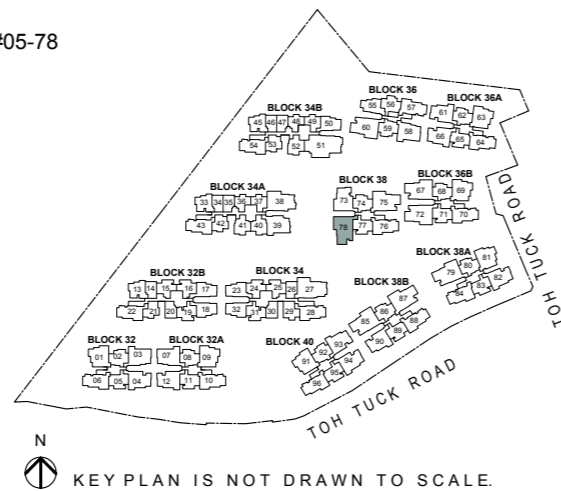 #05-78
BLOCK 36
55 56 57
60 59 58
BLOCK 36A
61 62 63
66 65 64
BLOCK 34B
45 46 47 48 49 50
54 53 52 51
BLOCK 34A
33 34 35 36 37 38
43 42 41 40 39
BLOCK 38
73 74 75
78 77 76
BLOCK 36B
67 68 69
72 71 70
TOH TUCK ROAD
BLOCK 38A
79 80 81
84 83 82
BLOCK 32B
13 14 15 16 17
22 21 20 19 18
BLOCK 34
23 24 25 26 27
32 31 30 29 28
BLOCK 38B
85 86 87
90 89 88
BLOCK 32
01 02 03
06 05 04
BLOCK 32A
07 08 09
12 11 10
BLOCK 40
91 92 93
96 95 94
TOH TUCK ROAD
N
KEY PLAN IS NOT DRAWN TO SCALE.